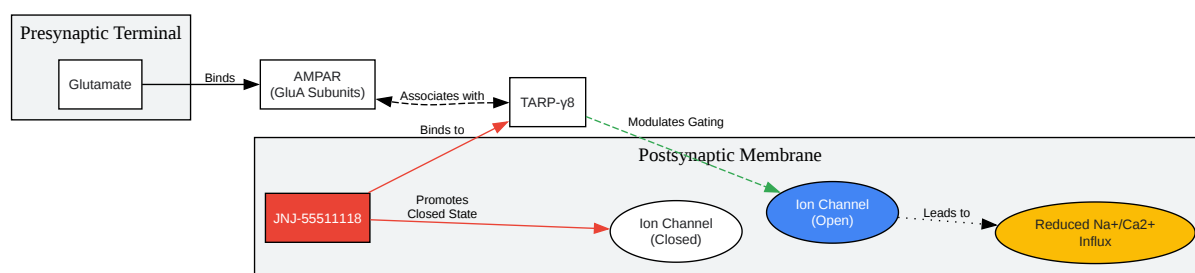 Presynaptic Terminal
Glutamate
Binds
AMPAR
(GluA Subunits)
Associates with
TARP-γ8
Binds to
Modulates Gating
Postsynaptic Membrane
JNJ-55511118
Promotes
Closed State
Ion Channel
(Closed)
Ion Channel
(Open)
Leads to
Reduced Na+/Ca2+
Influx